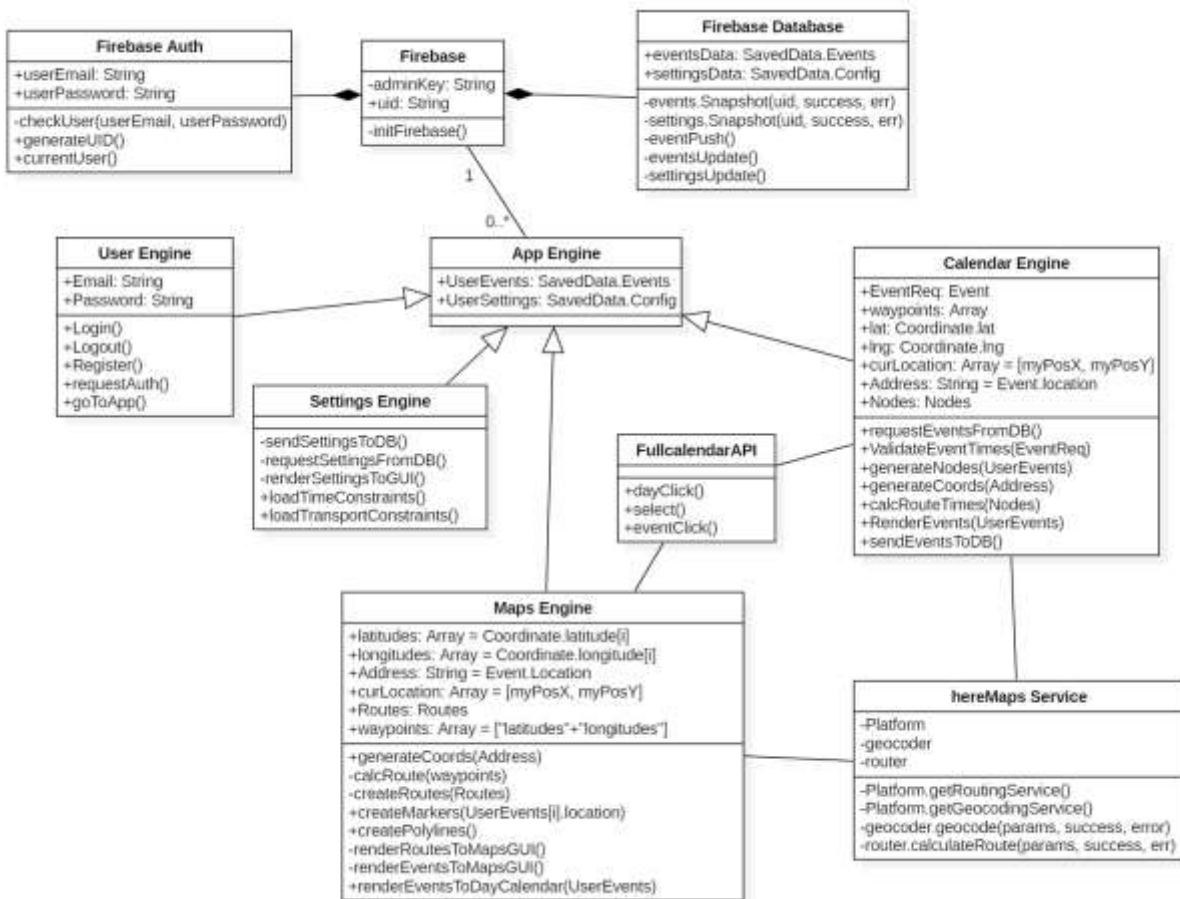 Firebase Auth
+userEmail: String
+userPassword: String
-checkUser(userEmail, userPassword)
+generateUID()
+currentUser()
Firebase
-adminKey: String
+uid: String
-initFirebase()
Firebase Database
+eventsData: SavedData.Events
+settingsData: SavedData.Config
-events.Snapshot(uid, success, err)
-settings.Snapshot(uid, success, err)
-eventPush()
-eventsUpdate()
-settingsUpdate()
1
0..*
User Engine
+Email: String
+Password: String
+Login()
+Logout()
+Register()
+requestAuth()
+goToApp()
App Engine
+UserEvents: SavedData.Events
+UserSettings: SavedData.Config
Calendar Engine
+EventReq: Event
+waypoints: Array
+lat: Coordinate.lat
+lng: Coordinate.lng
+curLocation: Array = [myPosX, myPosY]
+Address: String = Event.location
+Nodes: Nodes
+requestEventsFromDB()
+ValidateEventTimes(EventReq)
+generateNodes(UserEvents)
+generateCoords(Address)
+calcRouteTimes(Nodes)
+RenderEvents(UserEvents)
+sendEventsToDB()
Settings Engine
-sendSettingsToDB()
-requestSettingsFromDB()
-renderSettingsToGUI()
+loadTimeConstraints()
+loadTransportConstraints()
FullcalendarAPI
+dayClick()
+select()
+eventClick()
Maps Engine
+latitudes: Array = Coordinate.latitude[i]
+longitudes: Array = Coordinate.longitude[i]
+Address: String = Event.Location
+curLocation: Array = [myPosX, myPosY]
+Routes: Routes
+waypoints: Array = ["latitudes"+"longitudes"]
+generateCoords(Address)
-calcRoute(waypoints)
-createRoutes(Routes)
+createMarkers(UserEvents[i].location)
+createPolylines()
-renderRoutesToMapsGUI()
-renderEventsToMapsGUI()
+renderEventsToDayCalendar(UserEvents)
hereMaps Service
-Platform
-geocoder
-router
-Platform.getRoutingService()
-Platform.getGeocodingService()
-geocoder.geocode(params, success, error)
-router.calculateRoute(params, success, err)